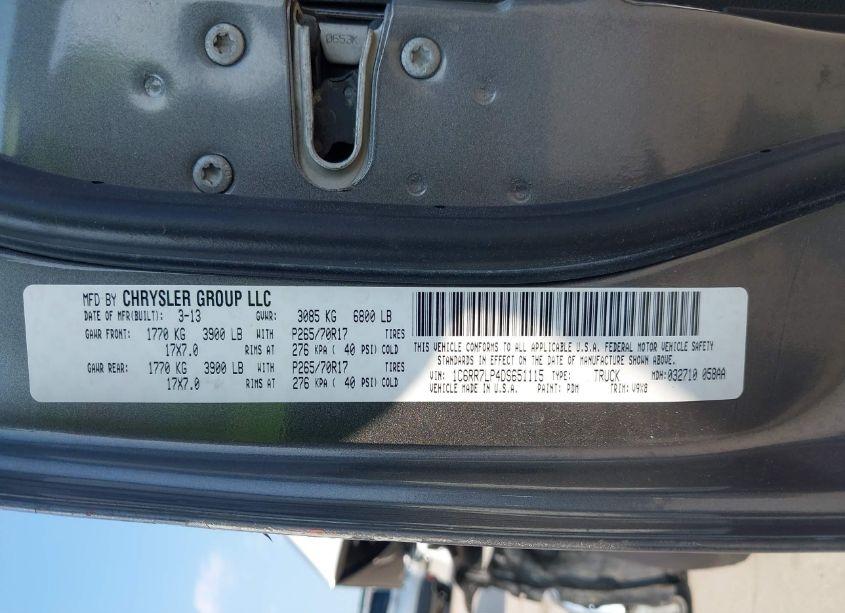 0653K
MFD BY CHRYSLER GROUP LLC
DATE OF MFR(BUILT): 3-13 GVWR: 3085 KG 6800 LB
GAWR FRONT: 1770 KG 3900 LB WITH P265/70R17 TIRES
17X7.0 RIMS AT 276 KPA ( 40 PSI) COLD
GAWR REAR: 1770 KG 3900 LB WITH P265/70R17 TIRES
17X7.0 RIMS AT 276 KPA ( 40 PSI) COLD
THIS VEHICLE CONFORMS TO ALL APPLICABLE U.S.A. FEDERAL MOTOR VEHICLE SAFETY
STANDARDS IN EFFECT ON THE DATE OF MANUFACTURE SHOWN ABOVE.
VIN: 1C6RR7LP4DS651115 TYPE: TRUCK MDH: 032710 05BAA
VEHICLE MADE IN U.S.A. PAINT: PDM TRIM: V9X8